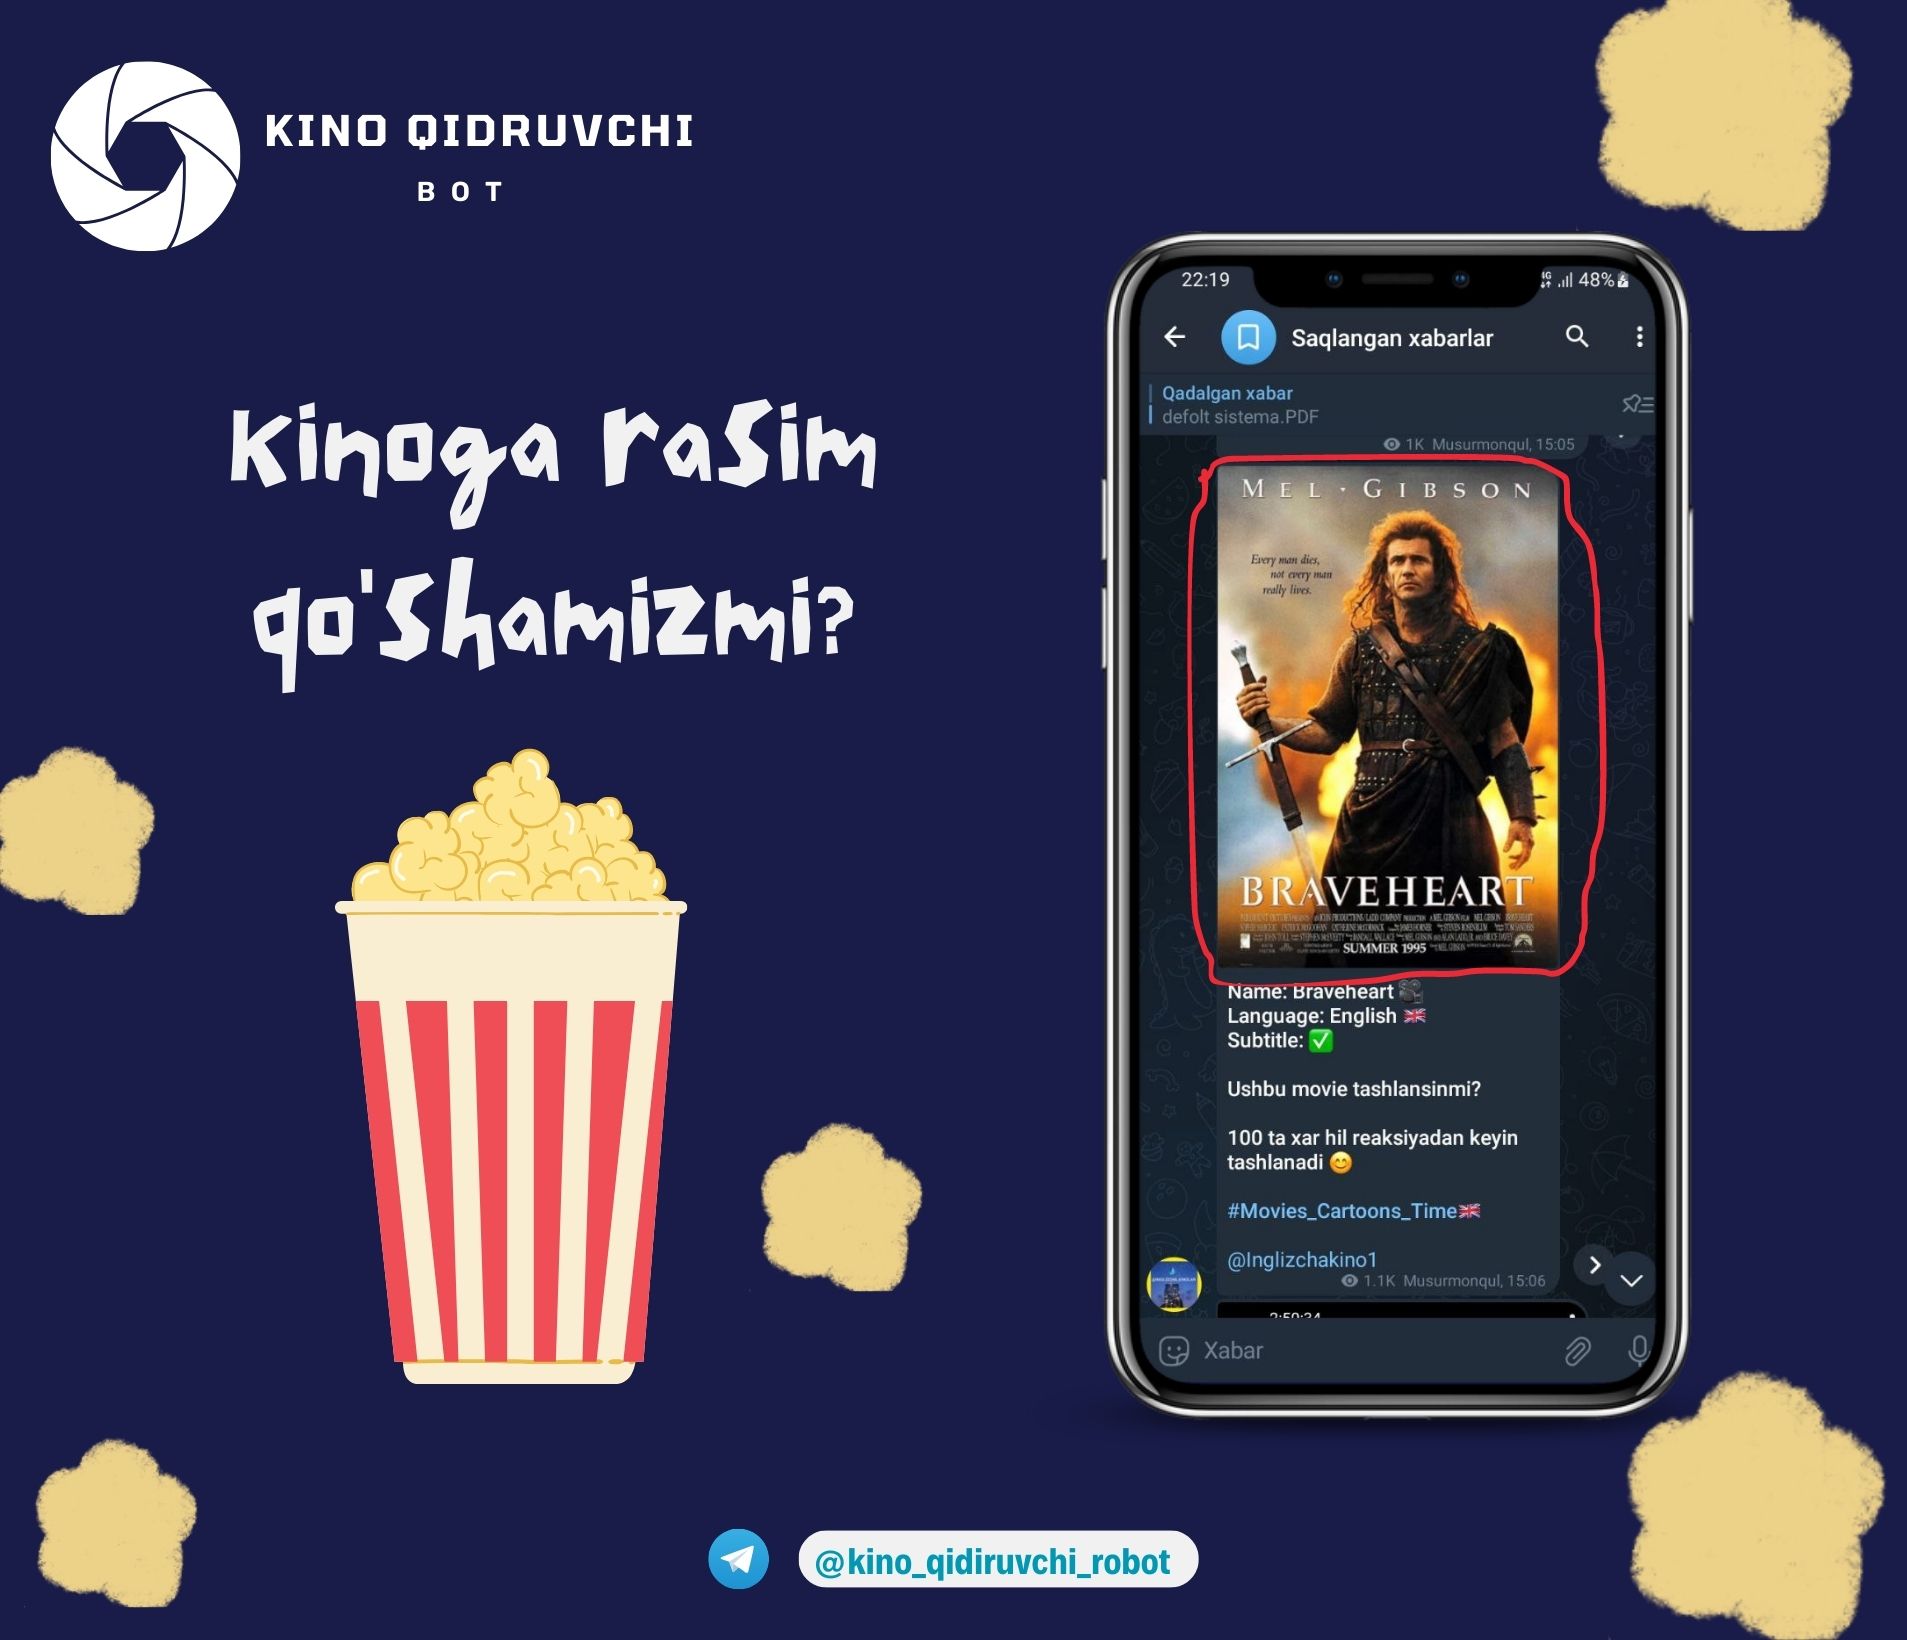 KINO QIDRUVCHI
BOT
Kinoga rasim
qo'shamizmi?
22:19
4G
48%
Saqlangan xabarlar
Qadalgan xabar
defolt sistema.PDF
1K Musurmonqul, 15:05
MEL · GIBSON
Every man dies,
not every man
really lives.
BRAVEHEART
SUMMER 1995
Name: Braveheart
Language: English
Subtitle:
Ushbu movie tashlansinmi?
100 ta xar hil reaksiyadan keyin
tashlanadi 😊
#Movies_Cartoons_Time
@Inglizchakino1
1.1K Musurmonqul, 15:06
Xabar
@kino_qidiruvchi_robot